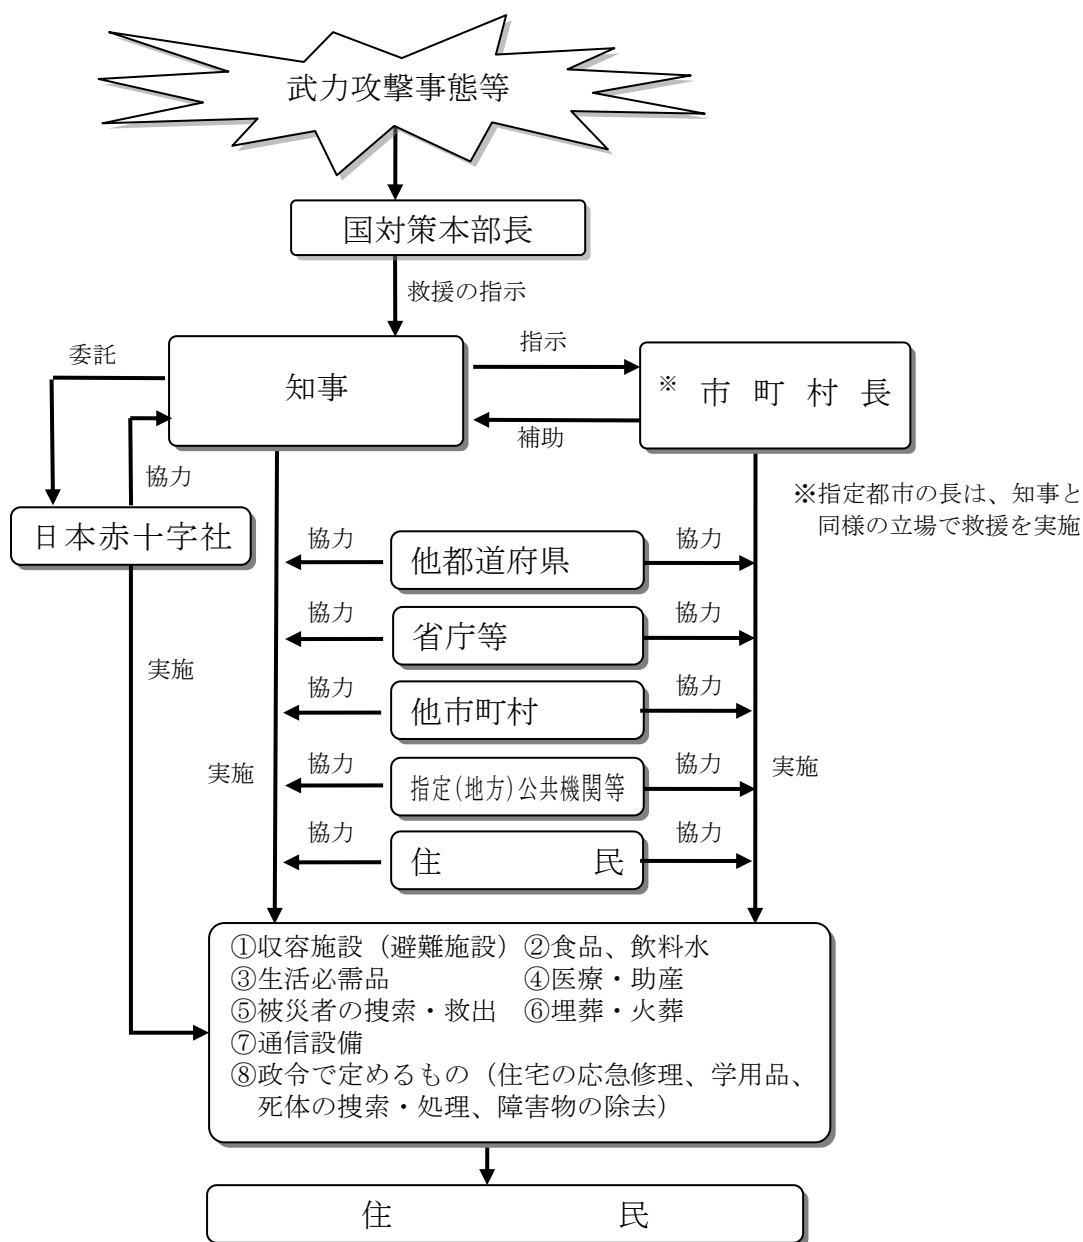 武力攻撃事態等
国対策本部長
救援の指示
委託
知事
指示
※ 市 町 村 長
補助
協力
※指定都市の長は、知事と
同様の立場で救援を実施
日本赤十字社
協力
他都道府県
協力
協力
省庁等
協力
実施
協力
他市町村
協力
実施
協力
指定(地方)公共機関等
協力
実施
協力
住 民
協力
①収容施設（避難施設）②食品、飲料水
③生活必需品 ④医療・助産
⑤被災者の捜索・救出 ⑥埋葬・火葬
⑦通信設備
⑧政令で定めるもの（住宅の応急修理、学用品、
死体の捜索・処理、障害物の除去）
住 民